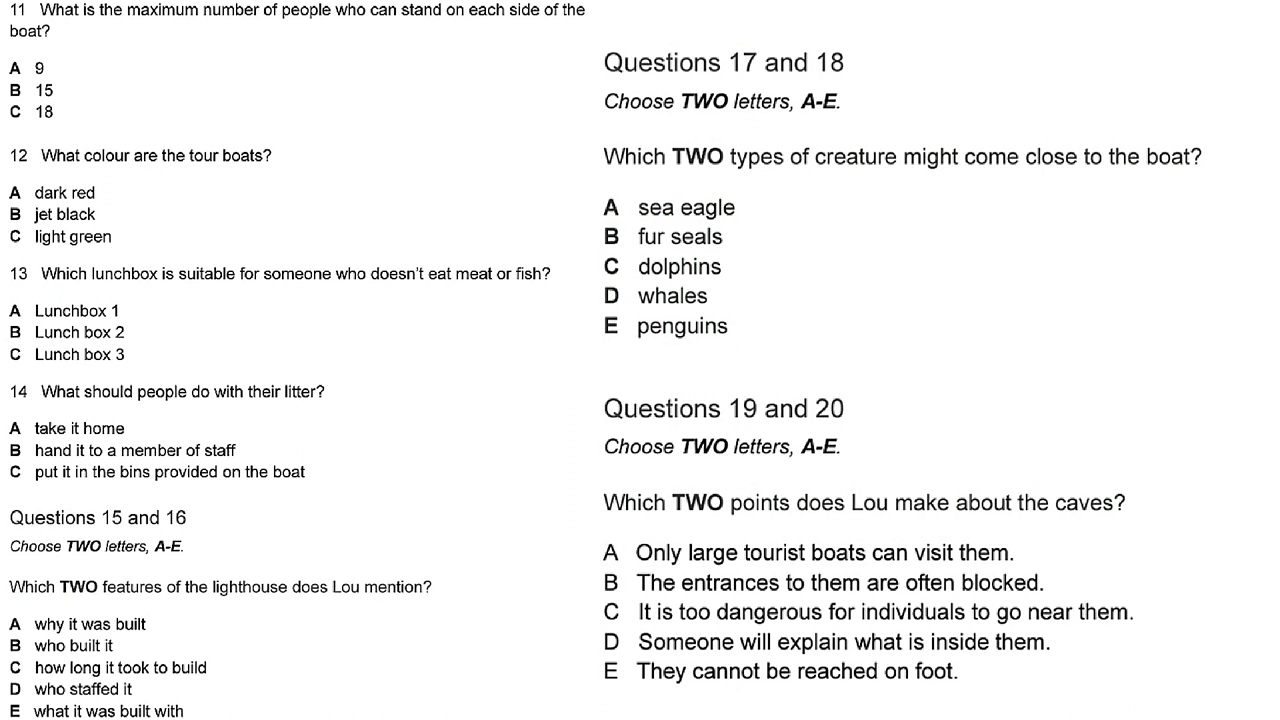 11 What is the maximum number of people who can stand on each side of the
boat?
A 9
B 15
C 18
12 What colour are the tour boats?
A dark red
B jet black
C light green
13 Which lunchbox is suitable for someone who doesn't eat meat or fish?
A Lunchbox 1
B Lunch box 2
C Lunch box 3
14 What should people do with their litter?
A take it home
B hand it to a member of staff
C put it in the bins provided on the boat
Questions 15 and 16
Choose TWO letters, A-E.
Which TWO features of the lighthouse does Lou mention?
A why it was built
B who built it
C how long it took to build
D who staffed it
E what it was built with
Questions 17 and 18
Choose TWO letters, A-E.
Which TWO types of creature might come close to the boat?
A sea eagle
B fur seals
C dolphins
D whales
E penguins
Questions 19 and 20
Choose TWO letters, A-E.
Which TWO points does Lou make about the caves?
A Only large tourist boats can visit them.
B The entrances to them are often blocked.
C It is too dangerous for individuals to go near them.
D Someone will explain what is inside them.
E They cannot be reached on foot.